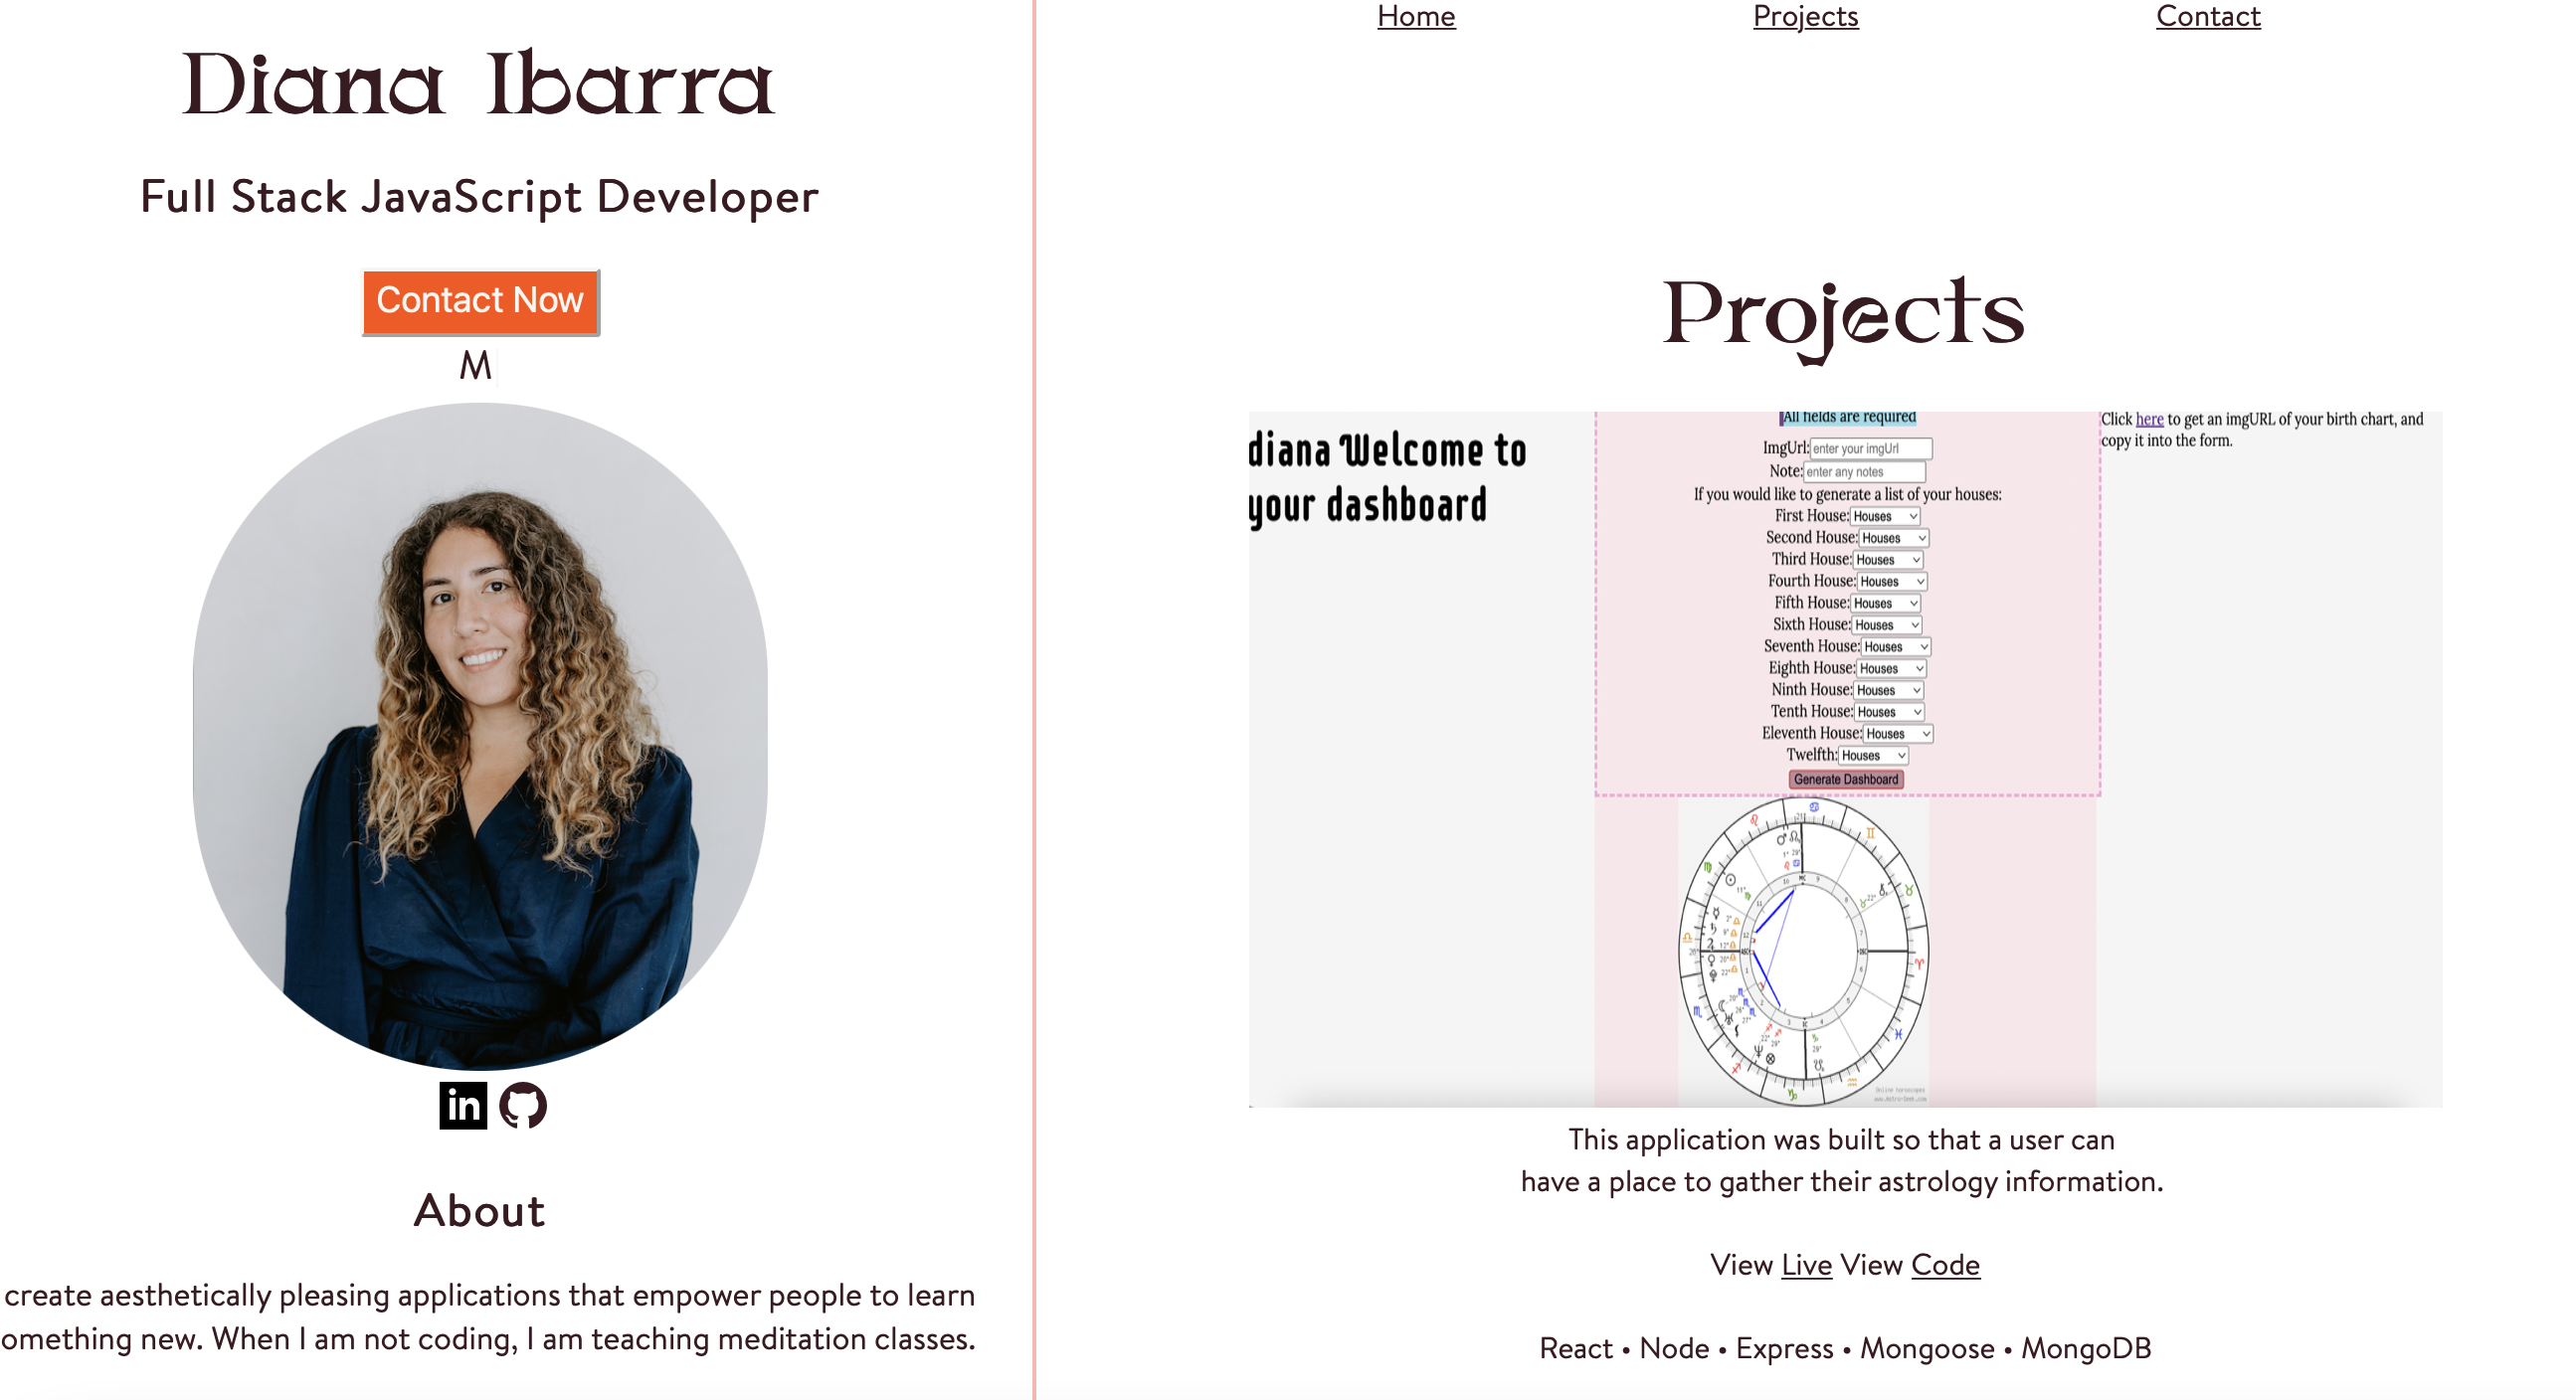 Diana Ibarra
Full Stack JavaScript Developer
Contact Now
M
in
About
create aesthetically pleasing applications that empower people to learn
omething new. When I am not coding, I am teaching meditation classes.
Home
Projects
Contact
Projects
diana Welcome to
your dashboard
All fields are required
ImgUrl: enter your imgUrl
Note: enter any notes
If you would like to generate a list of your houses:
First House: Houses
Second House: Houses
Third House: Houses
Fourth House: Houses
Fifth House: Houses
Sixth House: Houses
Seventh House: Houses
Eighth House: Houses
Ninth House: Houses
Tenth House: Houses
Eleventh House: Houses
Twelfth: Houses
Generate Dashboard
Click here to get an imgURL of your birth chart, and
copy it into the form.
Online horoscopes
www.Astro-Seek.com
This application was built so that a user can
have a place to gather their astrology information.
View Live View Code
React • Node • Express • Mongoose • MongoDB